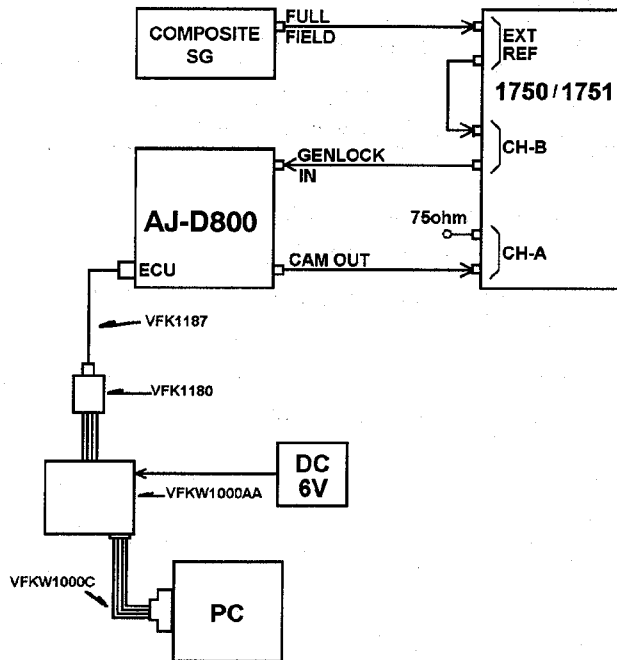 COMPOSITE
SG
FULL
FIELD
EXT
REF
1750 / 1751
CH-B
GENLOCK
IN
AJ-D800
75ohm
CH-A
CAM OUT
ECU
VFK1187
VFK1180
DC
6V
VFKW1000AA
VFKW1000C
PC